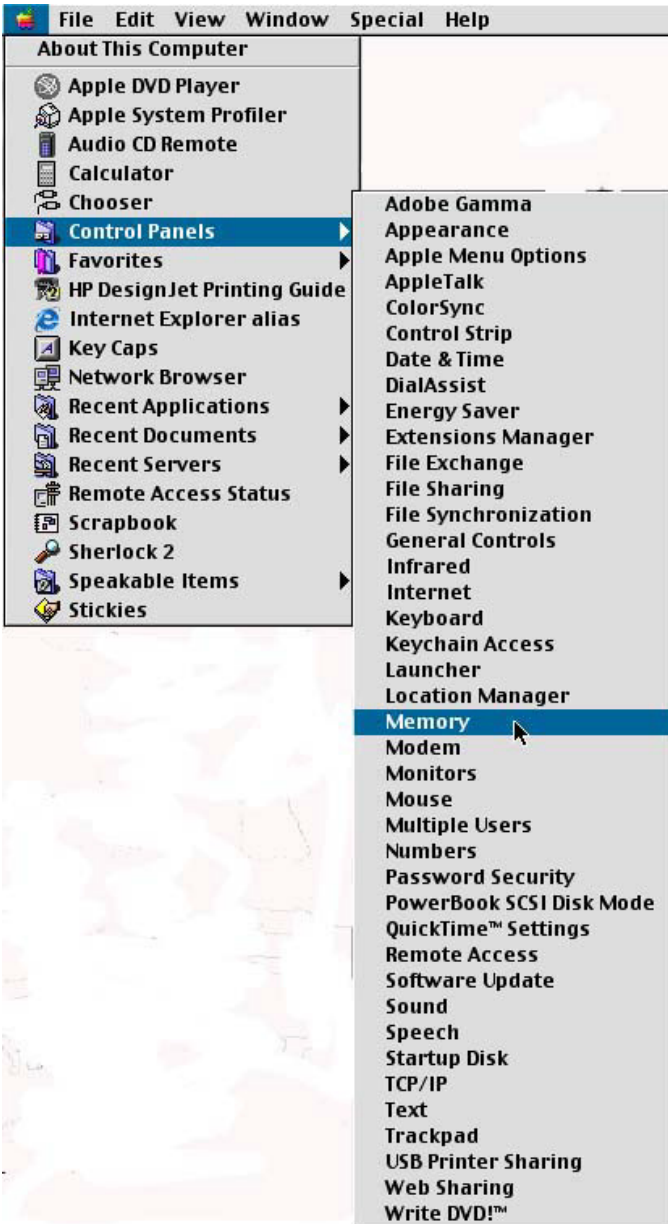 File Edit View Window Special Help
About This Computer
Apple DVD Player
Apple System Profiler
Audio CD Remote
Calculator
Chooser
Control Panels
Favorites
HP DesignJet Printing Guide
Internet Explorer alias
Key Caps
Network Browser
Recent Applications
Recent Documents
Recent Servers
Remote Access Status
Scrapbook
Sherlock 2
Speakable Items
Stickies
Adobe Gamma
Appearance
Apple Menu Options
AppleTalk
ColorSync
Control Strip
Date & Time
DialAssist
Energy Saver
Extensions Manager
File Exchange
File Sharing
File Synchronization
General Controls
Infrared
Internet
Keyboard
Keychain Access
Launcher
Location Manager
Memory
Modem
Monitors
Mouse
Multiple Users
Numbers
Password Security
PowerBook SCSI Disk Mode
QuickTime™ Settings
Remote Access
Software Update
Sound
Speech
Startup Disk
TCP/IP
Text
Trackpad
USB Printer Sharing
Web Sharing
Write DVD!™